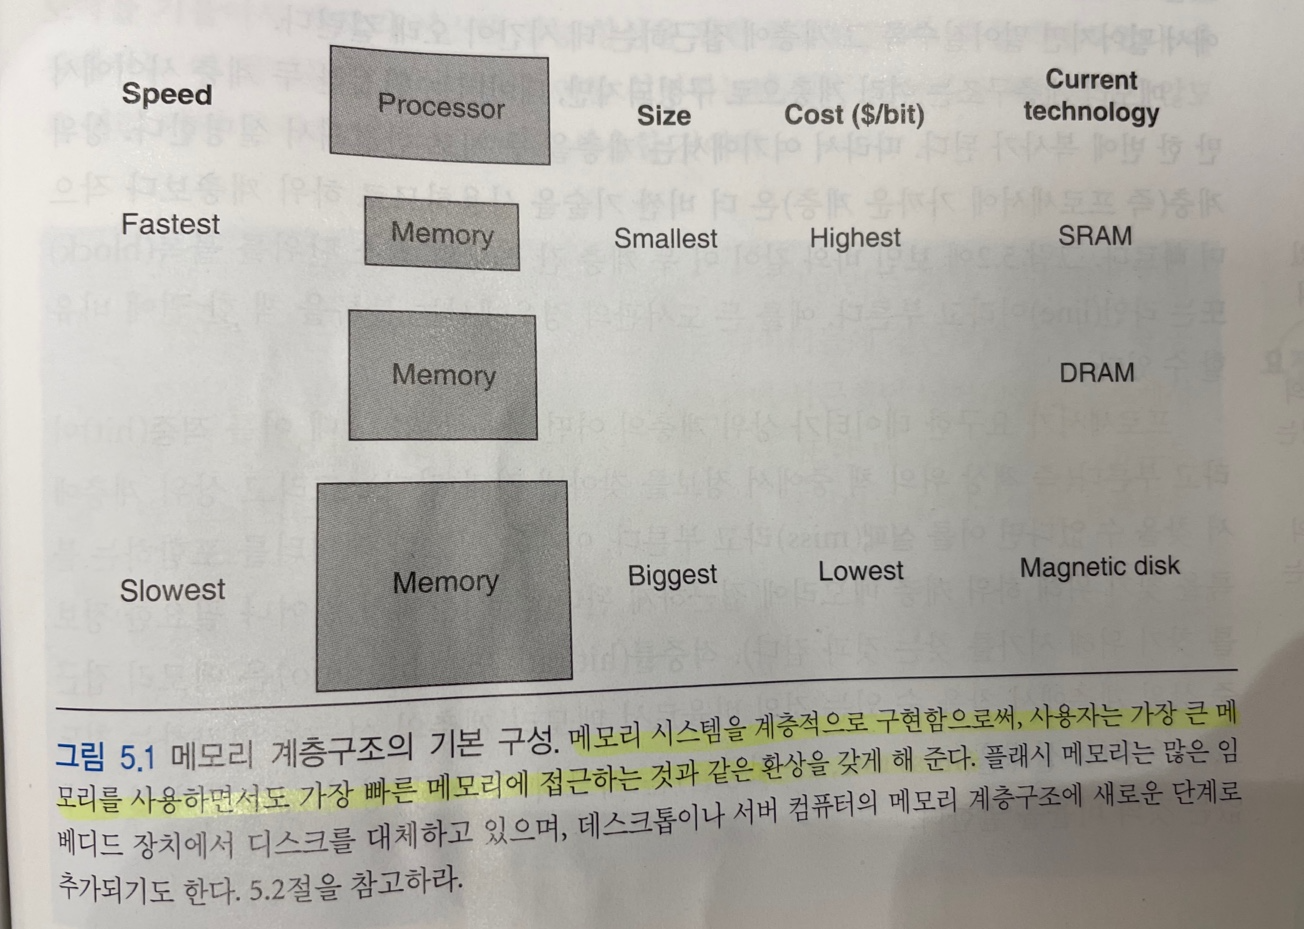 Speed
Processor
Size
Cost ($/bit)
Current
technology
Fastest
Memory
Smallest
Highest
SRAM
Memory
DRAM
Slowest
Memory
Biggest
Lowest
Magnetic disk
그림 5.1 메모리 계층구조의 기본 구성. 메모리 시스템을 계층적으로 구현함으로써, 사용자는 가장 큰 메
모리를 사용하면서도 가장 빠른 메모리에 접근하는 것과 같은 환상을 갖게 해 준다. 플래시 메모리는 많은 임
베디드 장치에서 디스크를 대체하고 있으며, 데스크톱이나 서버 컴퓨터의 메모리 계층구조에 새로운 단계로
추가되기도 한다. 5.2절을 참고하라.